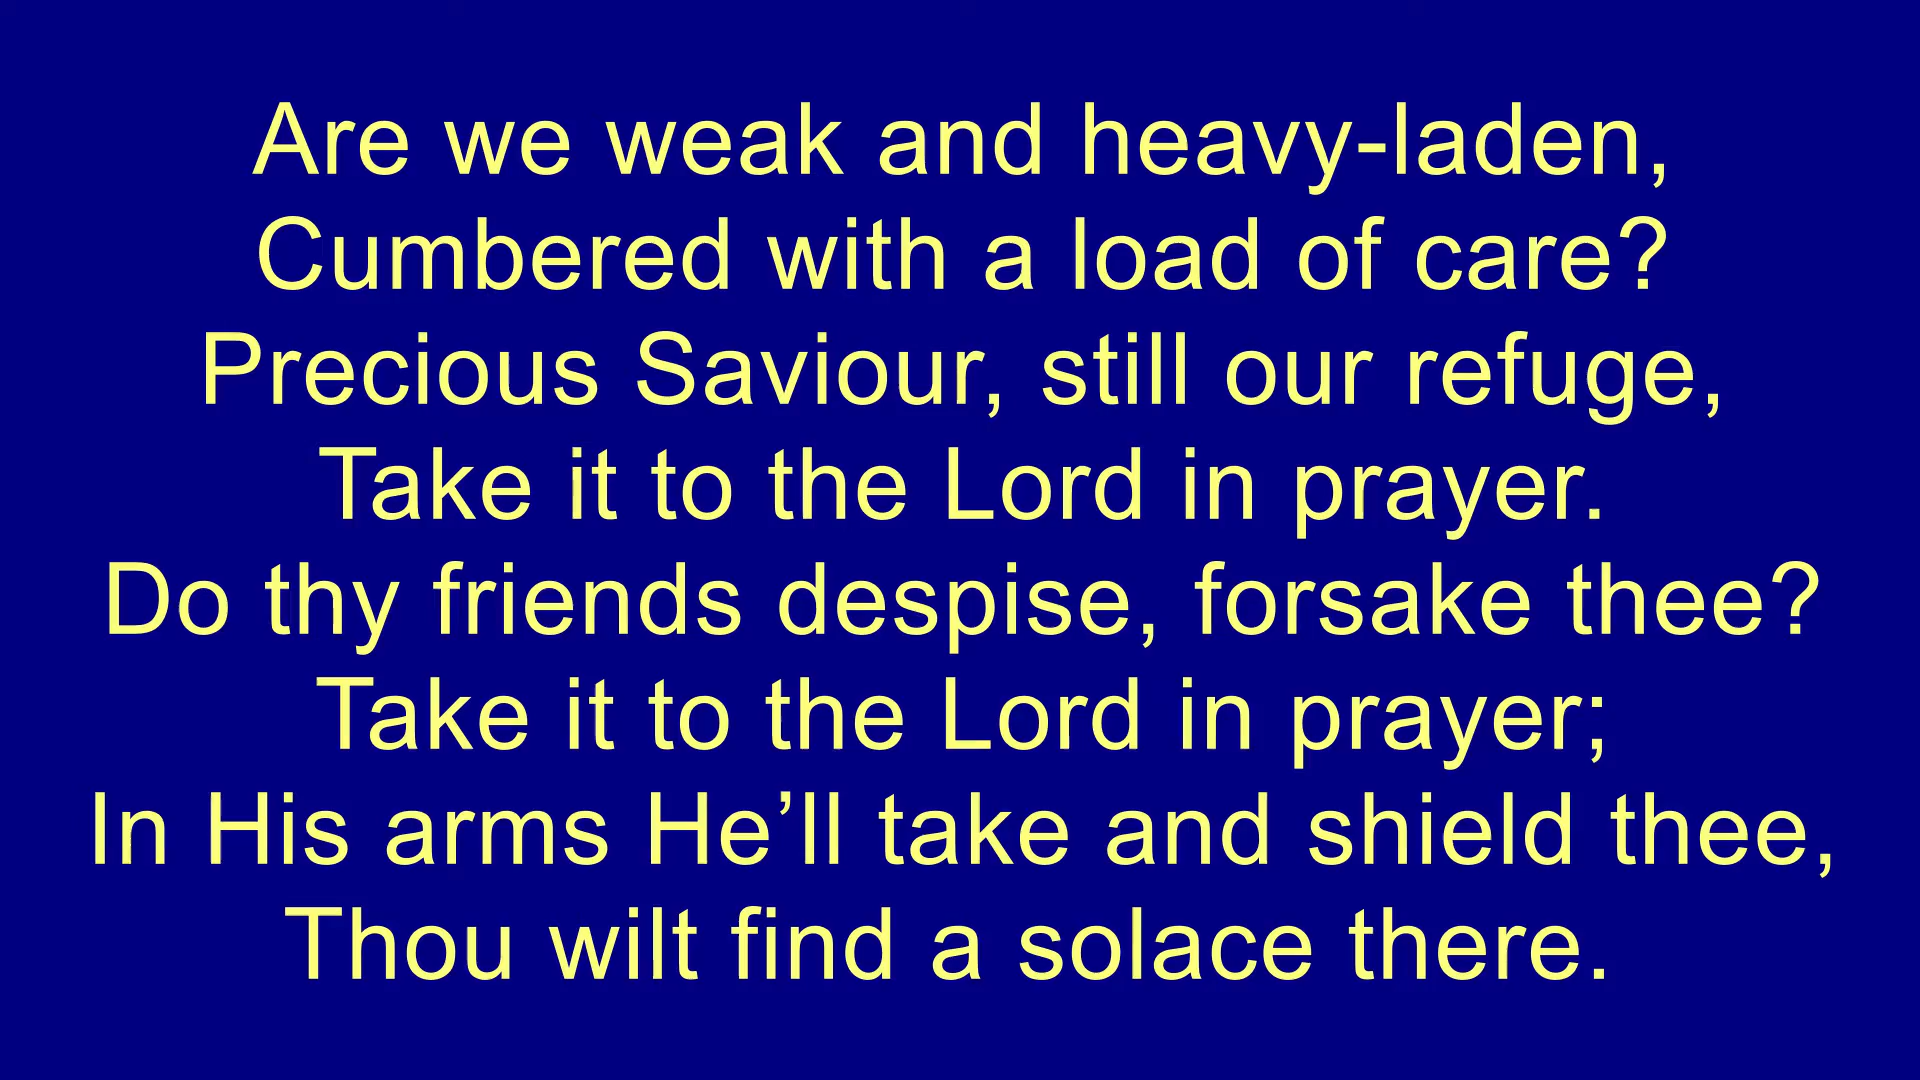 Are we weak and heavy-laden,
Cumbered with a load of care?
Precious Saviour, still our refuge,
Take it to the Lord in prayer.
Do thy friends despise, forsake thee?
Take it to the Lord in prayer;
In His arms He’ll take and shield thee,
Thou wilt find a solace there.